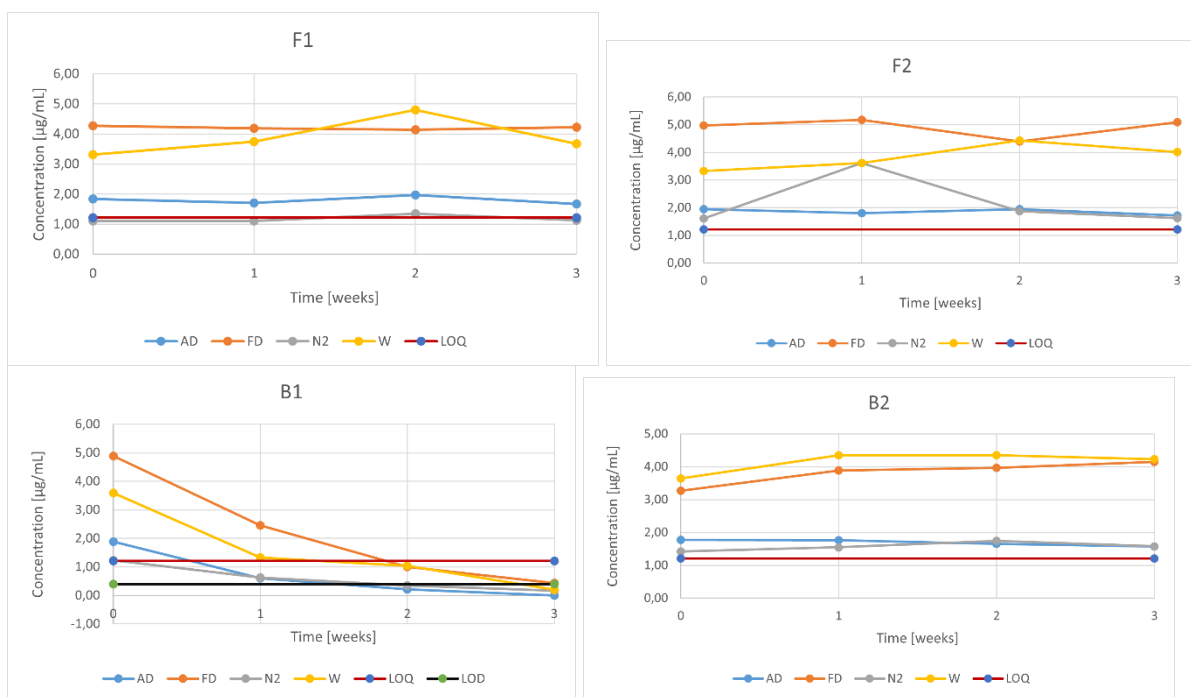 F1
Concentration [µg/mL]
6,00
5,00
4,00
3,00
2,00
1,00
0,00
0 1 2 3
Time [weeks]
AD FD N2 W LOQ
F2
Concentration [µg/mL]
6,00
5,00
4,00
3,00
2,00
1,00
0,00
0 1 2 3
Time [weeks]
AD FD N2 W LOQ
B1
Concentration [µg/mL]
6,00
5,00
4,00
3,00
2,00
1,00
0,00
-1,00
0 1 2 3
Time [weeks]
AD FD N2 W LOQ LOD
B2
Concentration [µg/mL]
5,00
4,00
3,00
2,00
1,00
0,00
0 1 2 3
Time [weeks]
AD FD N2 W LOQ